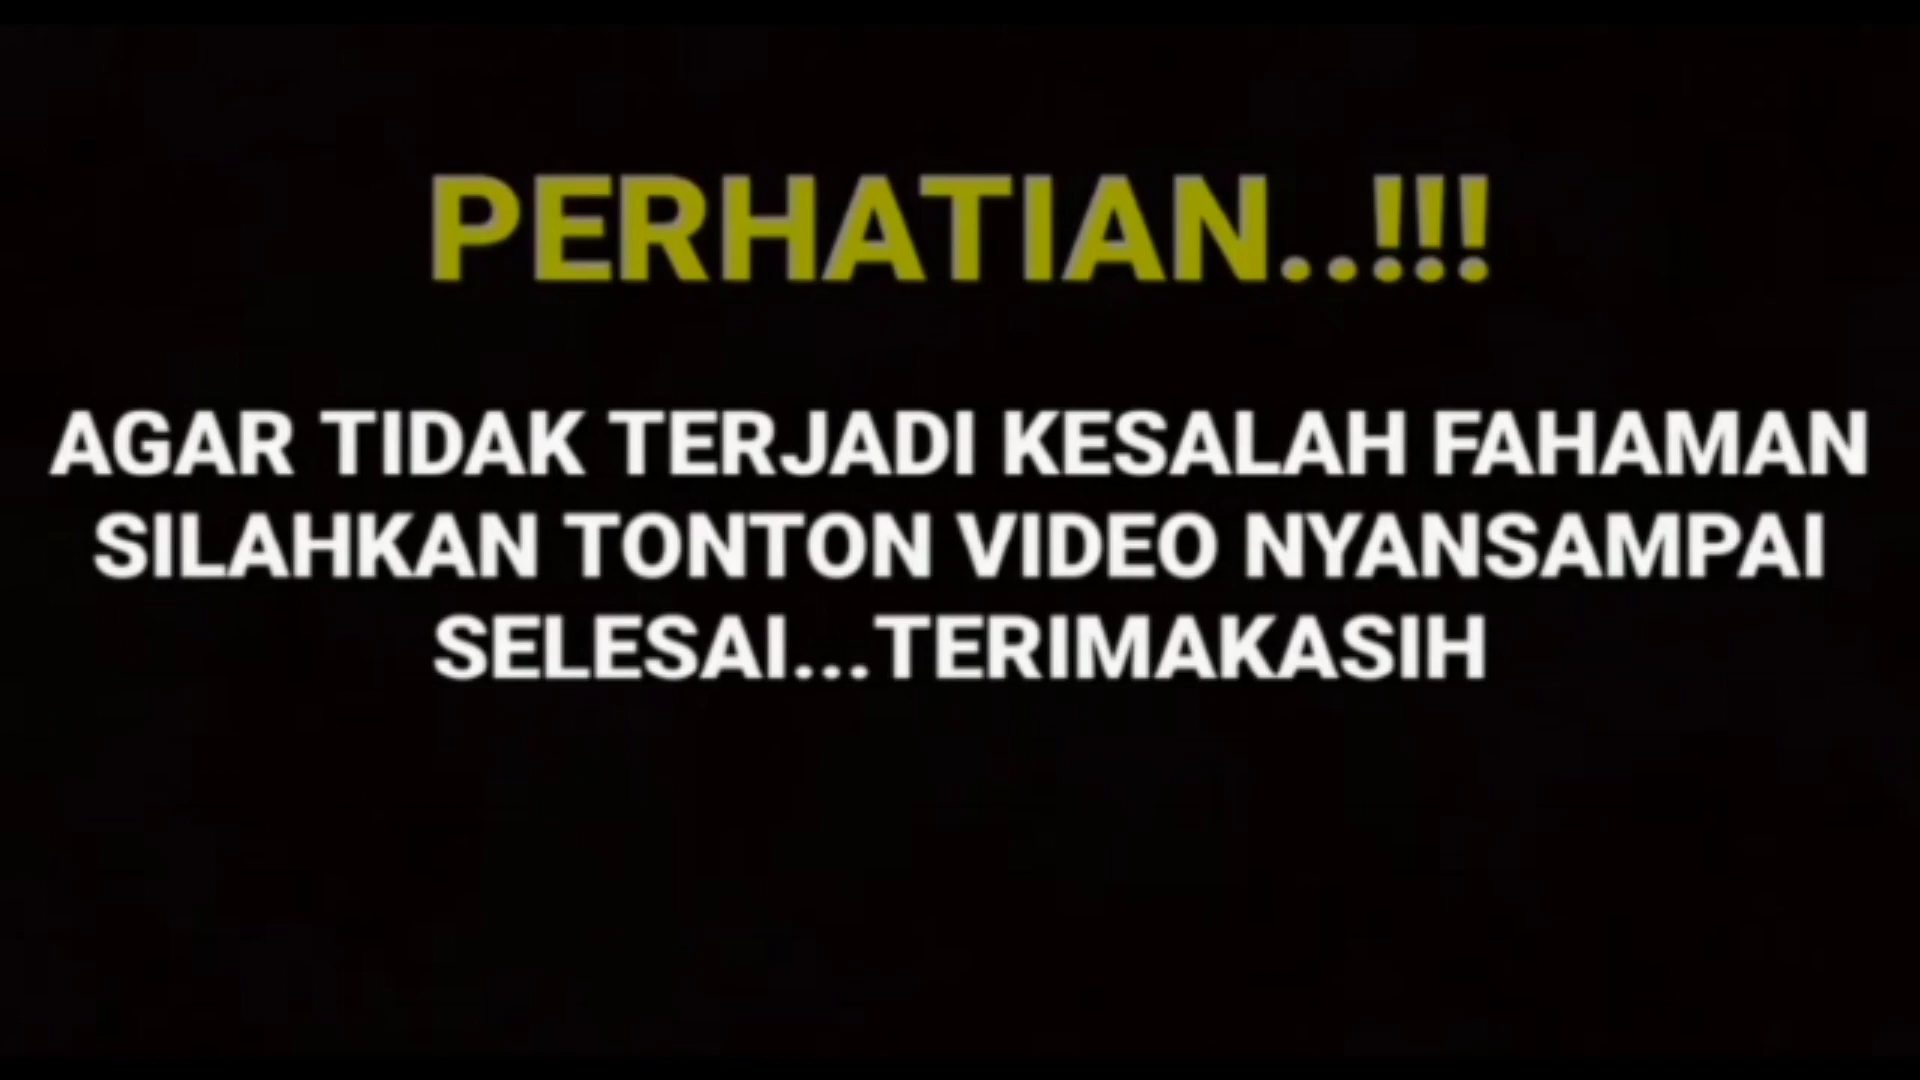 PERHATIAN..!!!
AGAR TIDAK TERJADI KESALAH FAHAMAN
SILAHKAN TONTON VIDEO NYANSAMPAI
SELESAI...TERIMAKASIH